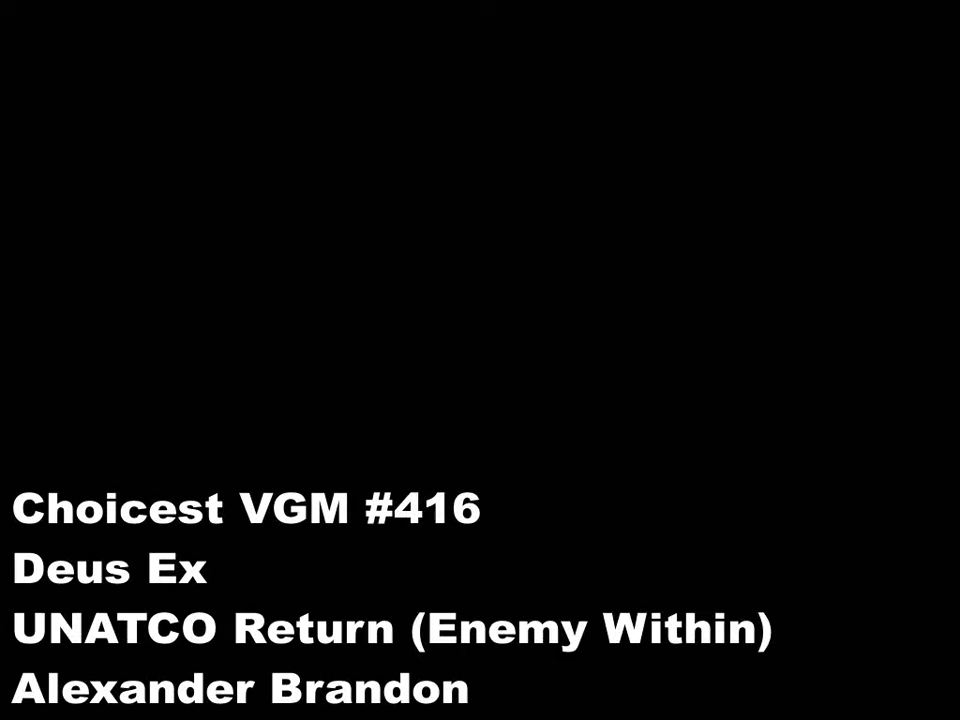 Choicest VGM #416
Deus Ex
UNATCO Return (Enemy Within)
Alexander Brandon